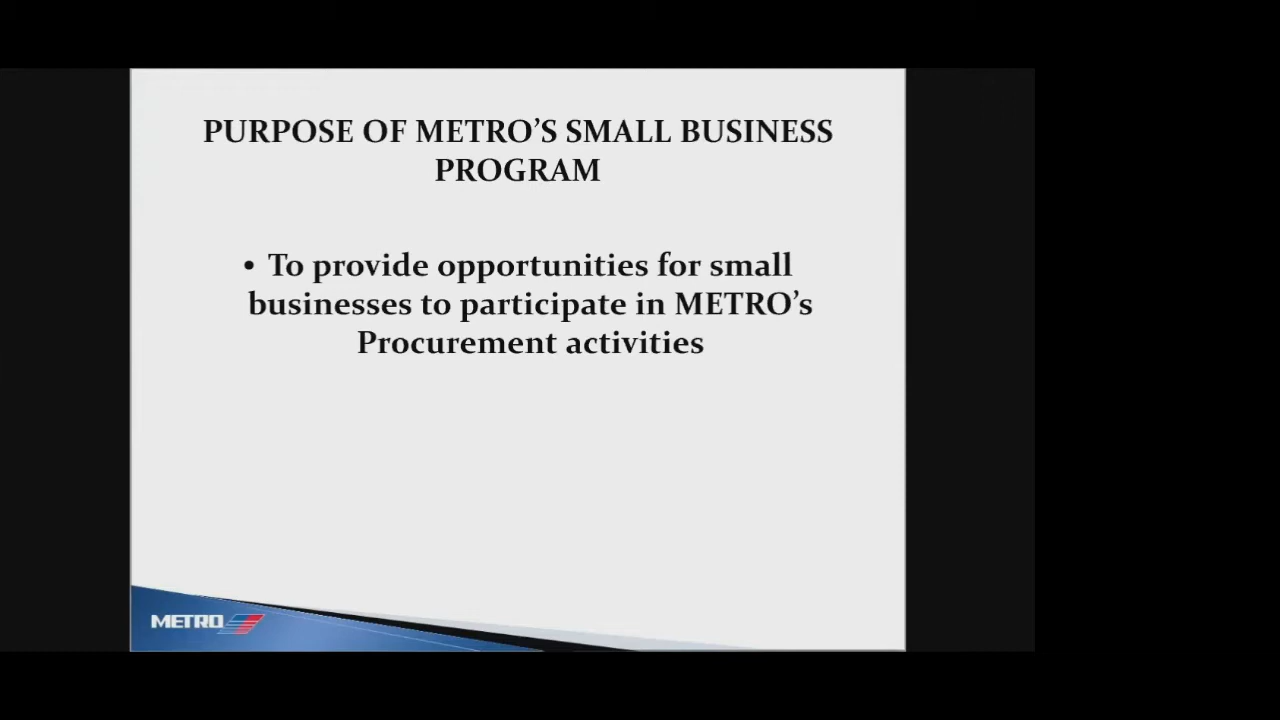 PURPOSE OF METRO’S SMALL BUSINESS
PROGRAM
• To provide opportunities for small
businesses to participate in METRO’s
Procurement activities
METRO